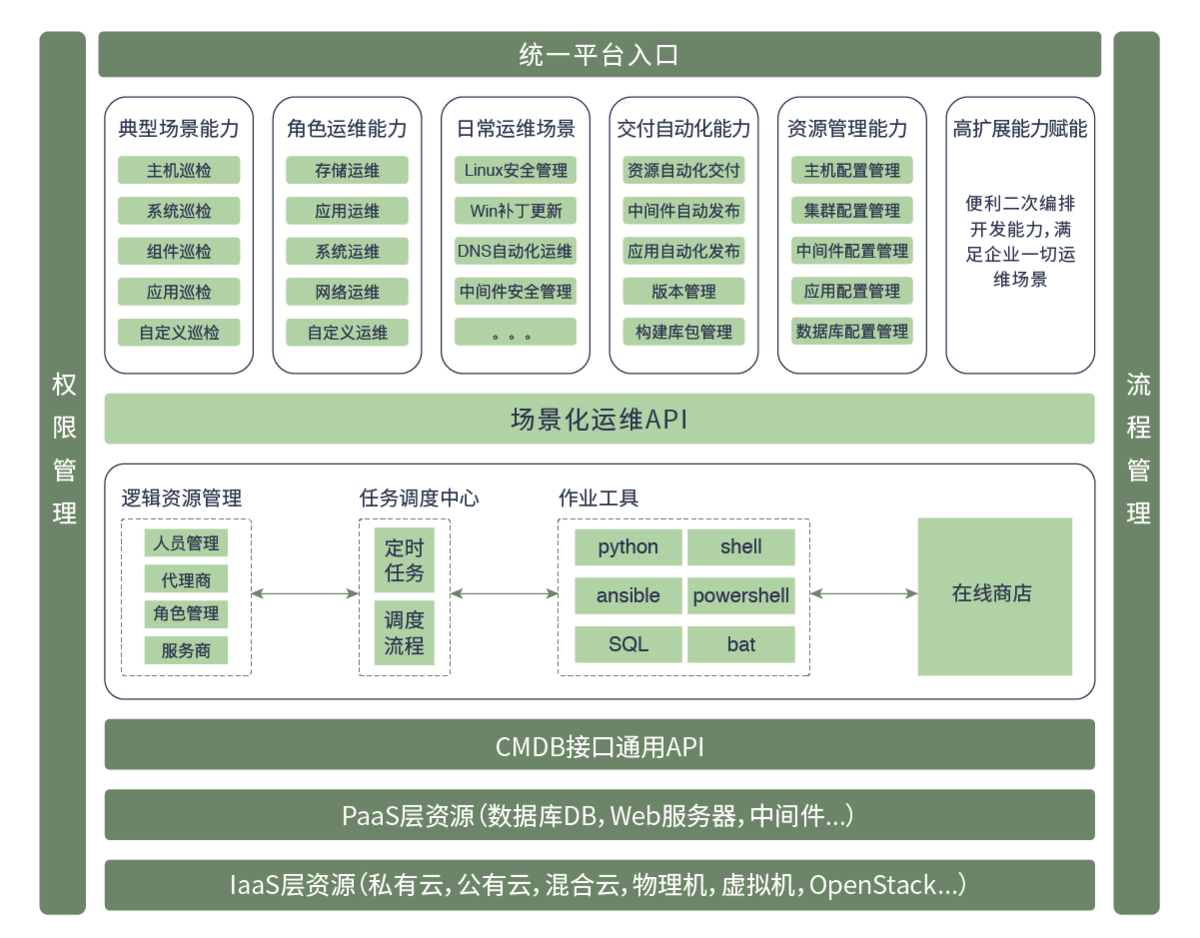 统一平台入口
权限管理
流程管理
典型场景能力
主机巡检
系统巡检
组件巡检
应用巡检
自定义巡检
角色运维能力
存储运维
应用运维
系统运维
网络运维
自定义运维
日常运维场景
Linux安全管理
Win补丁更新
DNS自动化运维
中间件安全管理
。。。
交付自动化能力
资源自动化交付
中间件自动发布
应用自动化发布
版本管理
构建库包管理
资源管理能力
主机配置管理
集群配置管理
中间件配置管理
应用配置管理
数据库配置管理
高扩展能力赋能
便利二次编排
开发能力，满
足企业一切运
维场景
场景化运维API
逻辑资源管理
人员管理
代理商
角色管理
服务商
任务调度中心
定时
任务
调度
流程
作业工具
python
shell
ansible
powershell
SQL
bat
在线商店
CMDB接口通用API
PaaS层资源（数据库DB，Web服务器，中间件...）
IaaS层资源（私有云，公有云，混合云，物理机，虚拟机，OpenStack...）